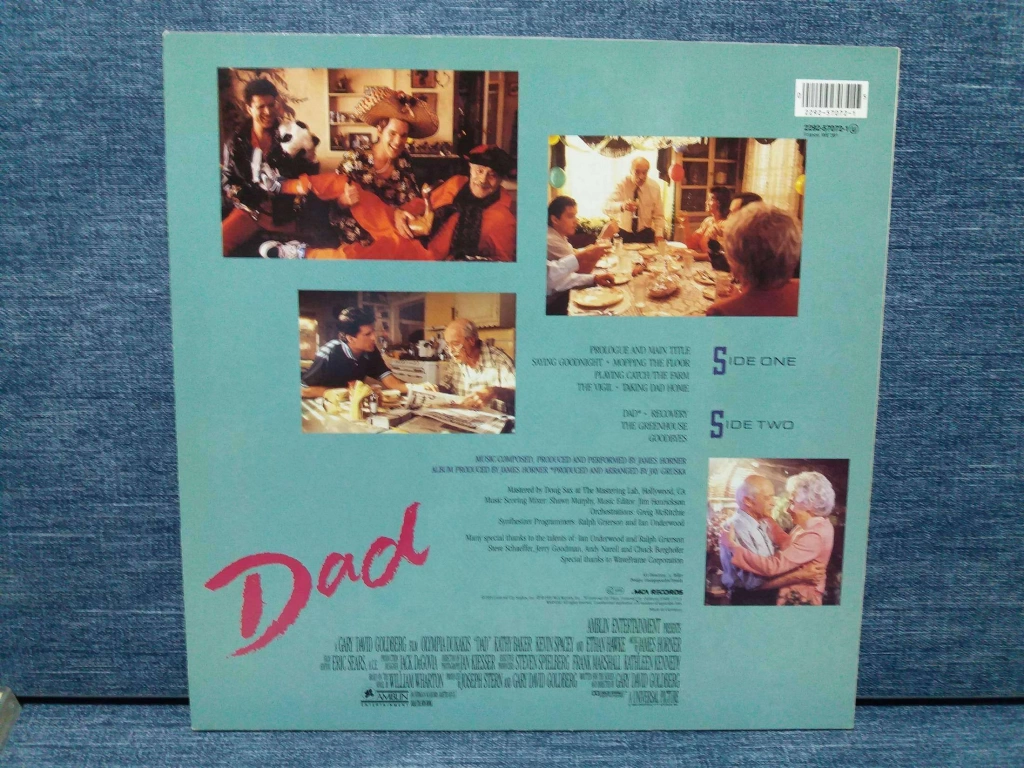 2292-57072-1
2292-57072-1
PROLOGUE AND MAIN TITLE
SAYING GOODNIGHT • MOPPING THE FLOOR
PLAYING CATCH • THE FARM
THE VIGIL • TAKING DAD HOME
SIDE ONE
DAD* • RECOVERY
THE GREENHOUSE
GOODBYES
SIDE TWO
MUSIC COMPOSED, PRODUCED AND PERFORMED BY JAMES HORNER
ALBUM PRODUCED BY JAMES HORNER *PRODUCED AND ARRANGED BY JAY GRUSKA
Mastered by Doug Sax at The Mastering Lab, Hollywood, CA
Music Scoring Mixer: Shawn Murphy, Music Editor: Jim Henrickson
Orchestrations: Greig McRitchie
Synthesizer Programmers: Ralph Grierson and Ian Underwood
Many special thanks to the talents of: Ian Underwood and Ralph Grierson
Steve Schaeffer, Jerry Goodman, Andy Narell and Chuck Domanico
Special thanks to WaveFrame Corporation
MCA RECORDS
Dad
AMBLIN ENTERTAINMENT PRESENTS
A GARY DAVID GOLDBERG FILM OLYMPIA DUKAKIS "DAD" KATHY BAKER KEVIN SPACEY AND ETHAN HAWKE MUSIC BY JAMES HORNER
ERIC SEARS, A.C.E. JACK DeGOVIA JAN KIESSER STEVEN SPIELBERG FRANK MARSHALL KATHLEEN KENNEDY
WILLIAM WHARTON JOSEPH STERN AND GARY DAVID GOLDBERG GARY DAVID GOLDBERG
AMBLIN
ENTERTAINMENT
A UNIVERSAL PICTURE